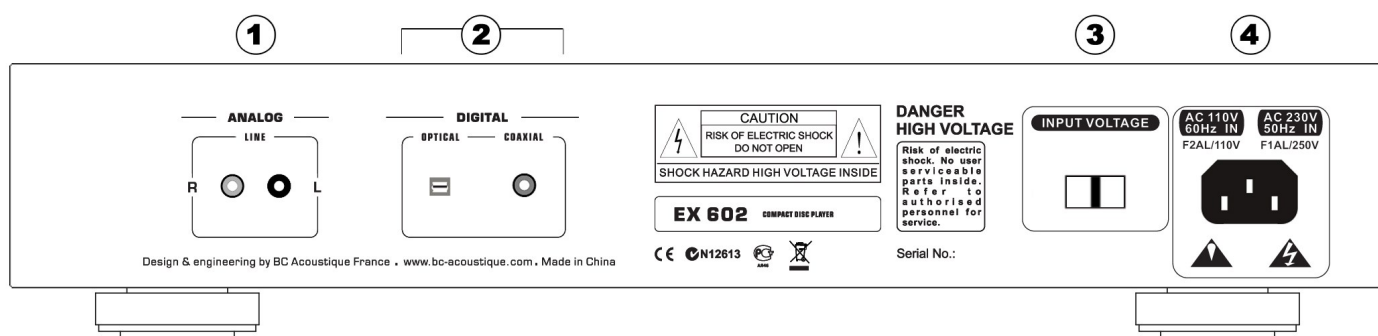 1
2
3
4
ANALOG
LINE
R
L
DIGITAL
OPTICAL
COAXIAL
CAUTION
RISK OF ELECTRIC SHOCK
DO NOT OPEN
SHOCK HAZARD HIGH VOLTAGE INSIDE
EX 602 COMPACT DISC PLAYER
CE N12613
DANGER
HIGH VOLTAGE
Risk of electric
shock. No user
serviceable
parts inside.
Refer to
authorised
personnel for
service.
Serial No.:
INPUT VOLTAGE
AC 110V
60Hz IN
F2AL/110V
AC 230V
50Hz IN
F1AL/250V
Design & engineering by BC Acoustique France . www.bc-acoustique.com . Made in China